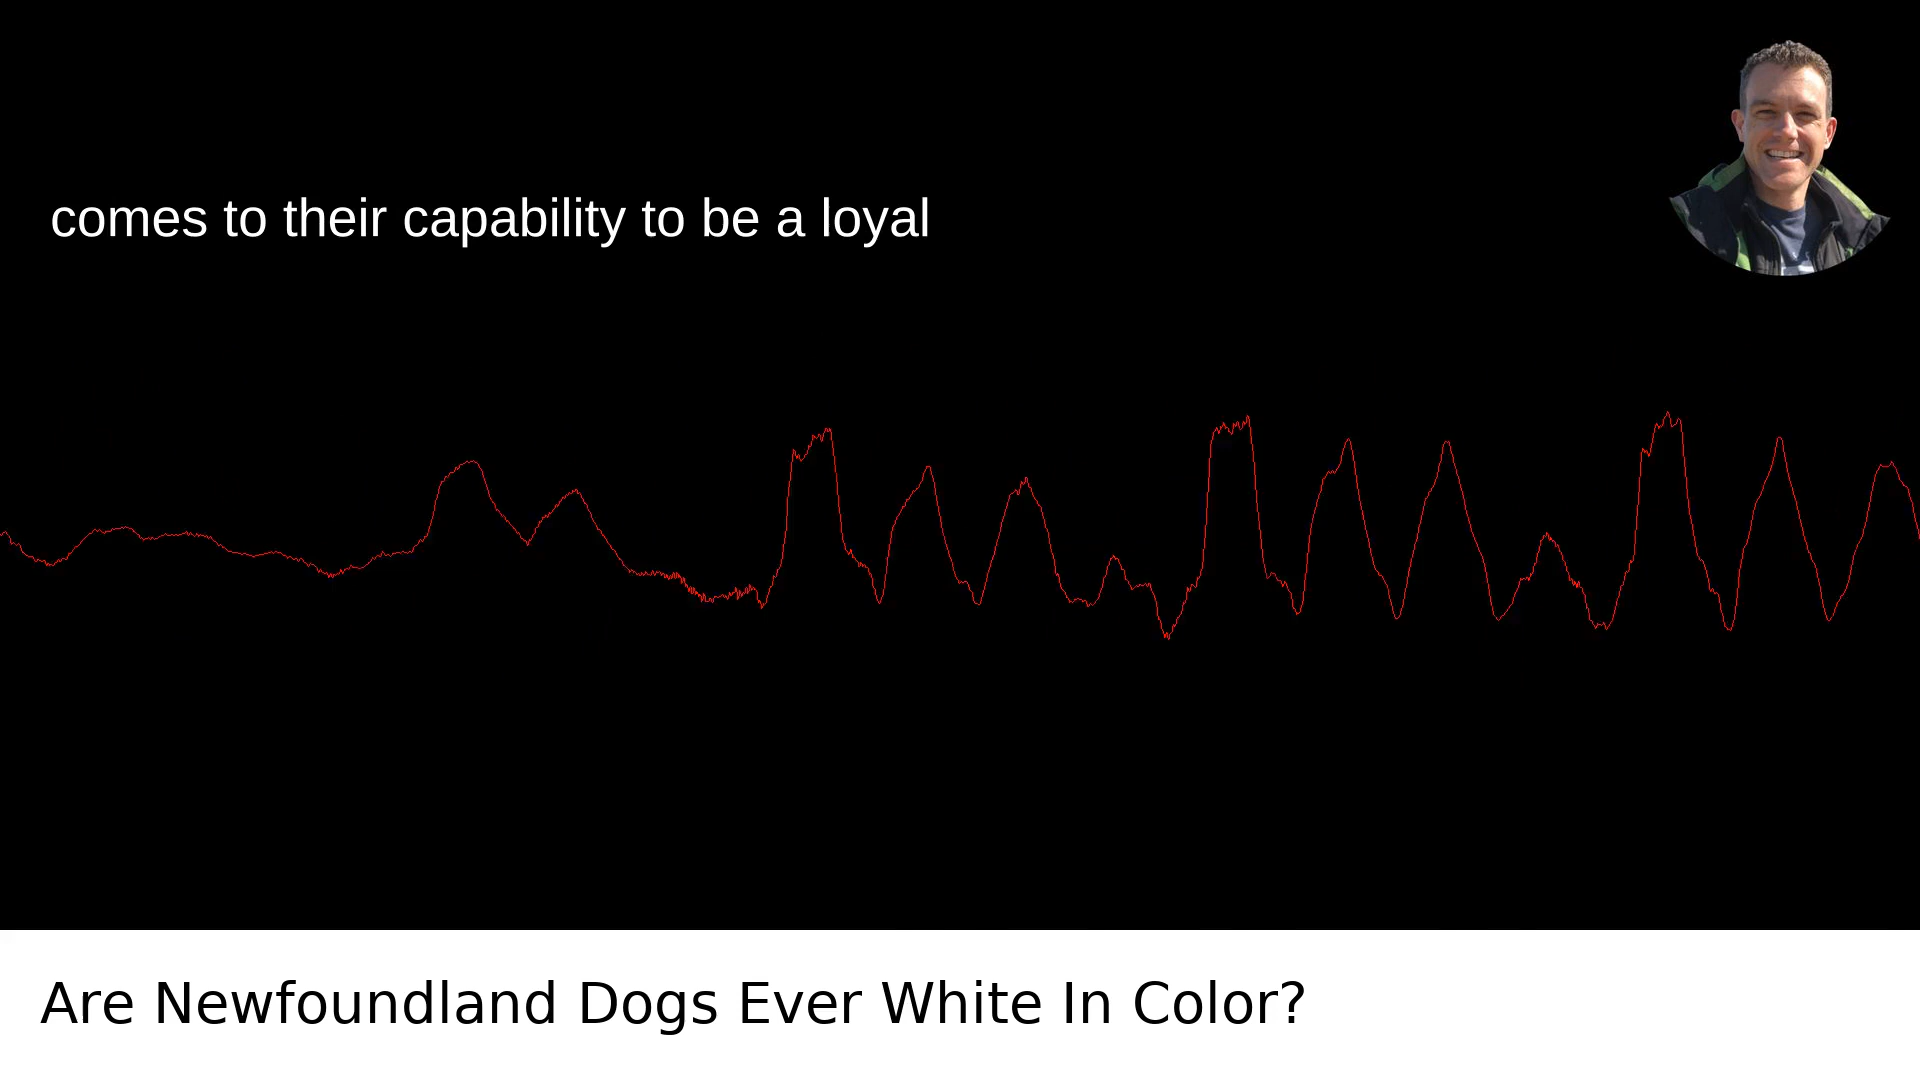 comes to their capability to be a loyal
Are Newfoundland Dogs Ever White In Color?